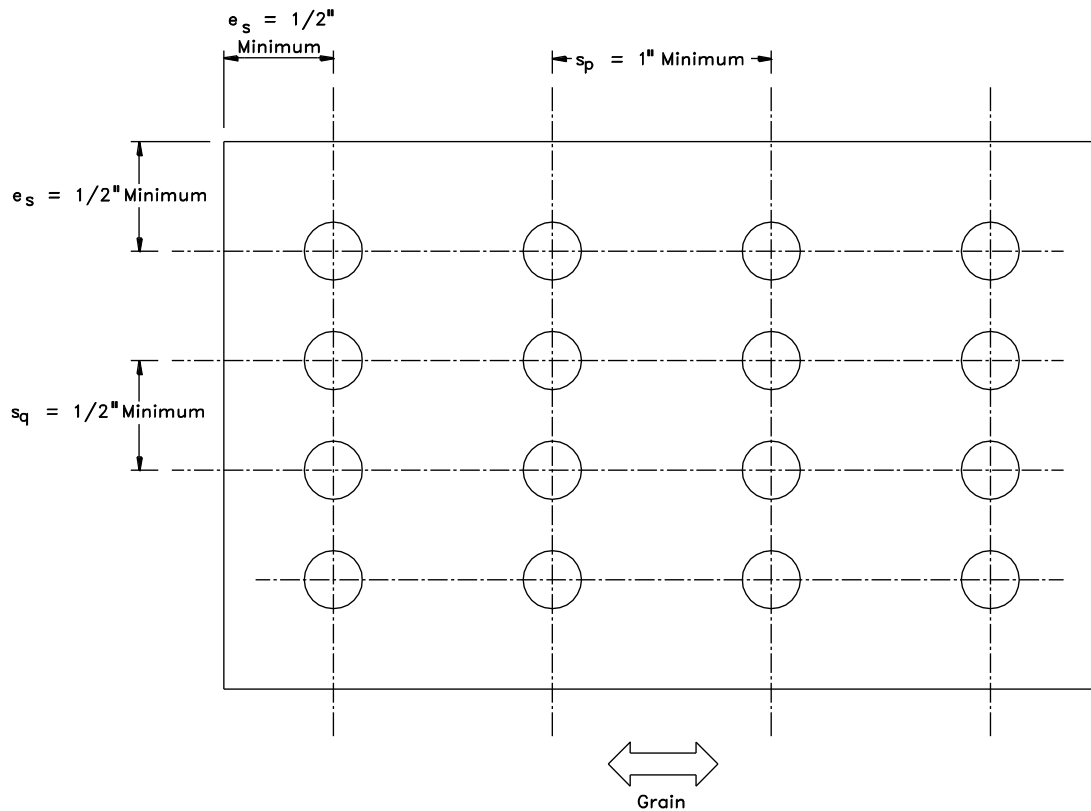 e_s = 1/2"
Minimum
s_p = 1" Minimum
e_s = 1/2" Minimum
s_q = 1/2" Minimum
Grain